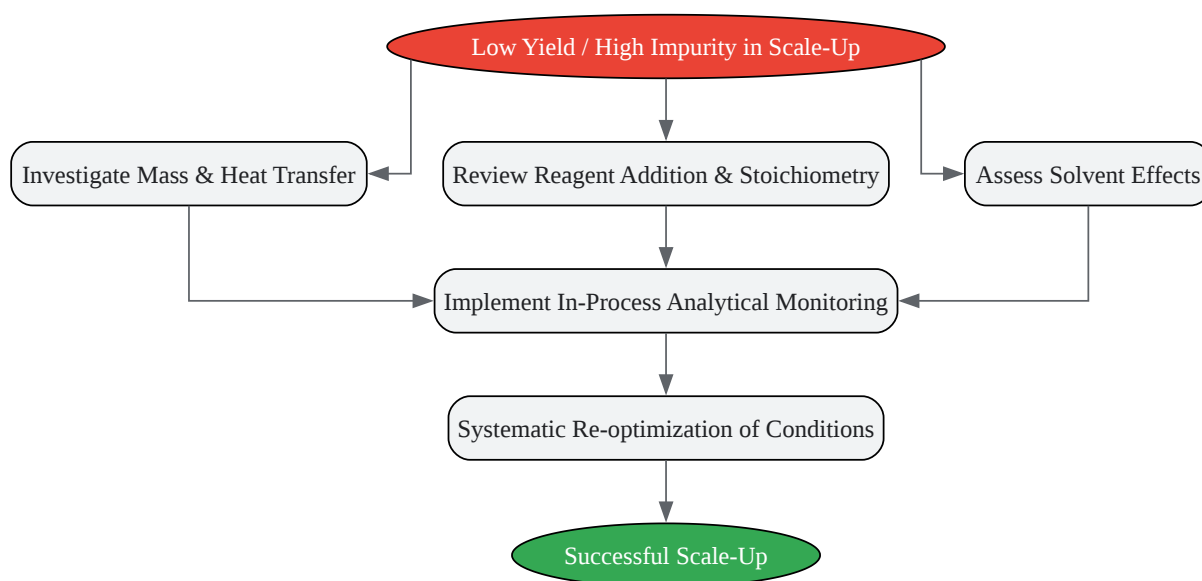 Low Yield / High Impurity in Scale-Up
Investigate Mass & Heat Transfer
Review Reagent Addition & Stoichiometry
Assess Solvent Effects
Implement In-Process Analytical Monitoring
Systematic Re-optimization of Conditions
Successful Scale-Up